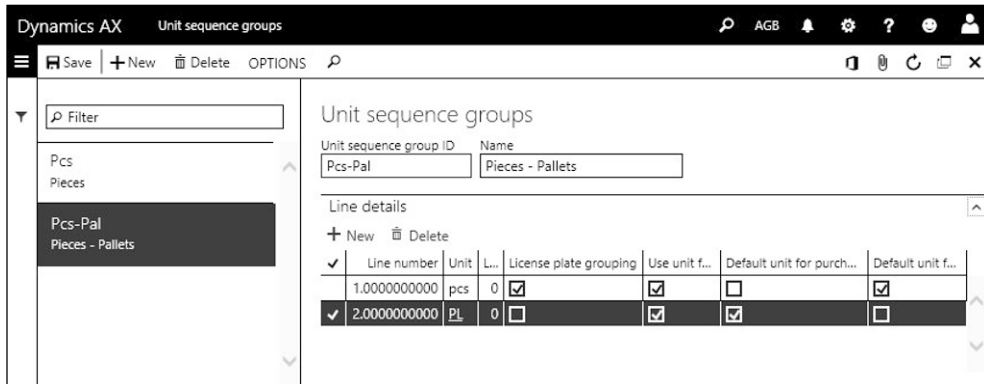 Dynamics AX Unit sequence groups AGB ?
Save New Delete OPTIONS
Filter
Pcs
Pieces
Pcs-Pal
Pieces - Pallets
Unit sequence groups
Unit sequence group ID Name
Pcs-Pal Pieces - Pallets
Line details
New Delete
Line number Unit L... License plate grouping Use unit f... Default unit for purch... Default unit f...
1.0000000000 pcs 0
2.0000000000 PL 0